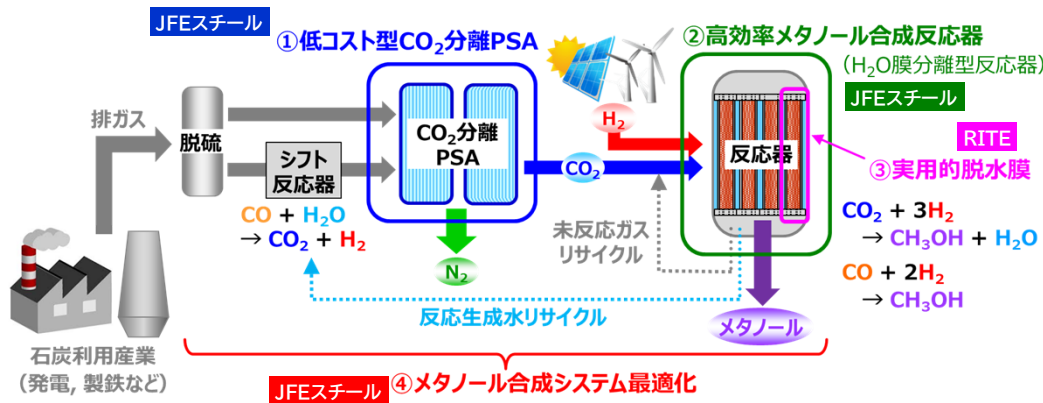 JFEスチール
①低コスト型CO₂分離PSA
②高効率メタノール合成反応器
(H₂O膜分離型反応器)
JFEスチール
排ガス
脱硫
シフト
反応器
CO₂分離
PSA
H₂
CO₂
反応器
RITE
③実用的脱水膜
CO + H₂O
→ CO₂ + H₂
N₂
未反応ガス
リサイクル
CO₂ + 3H₂
→ CH₃OH + H₂O
CO + 2H₂
→ CH₃OH
反応生成水リサイクル
メタノール
石炭利用産業
(発電, 製鉄など)
JFEスチール
④メタノール合成システム最適化